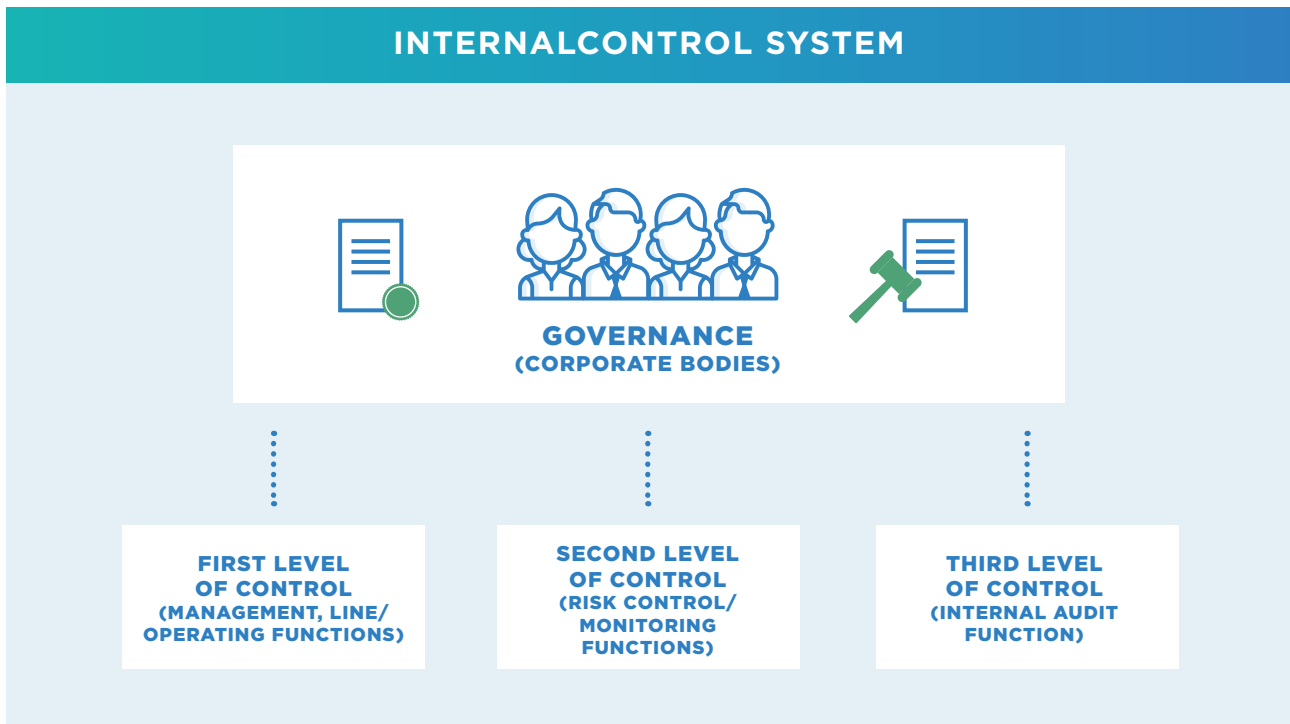 INTERNALCONTROL SYSTEM
GOVERNANCE
(CORPORATE BODIES)
FIRST LEVEL
OF CONTROL
(MANAGEMENT, LINE/
OPERATING FUNCTIONS)
SECOND LEVEL
OF CONTROL
(RISK CONTROL/
MONITORING
FUNCTIONS)
THIRD LEVEL
OF CONTROL
(INTERNAL AUDIT
FUNCTION)